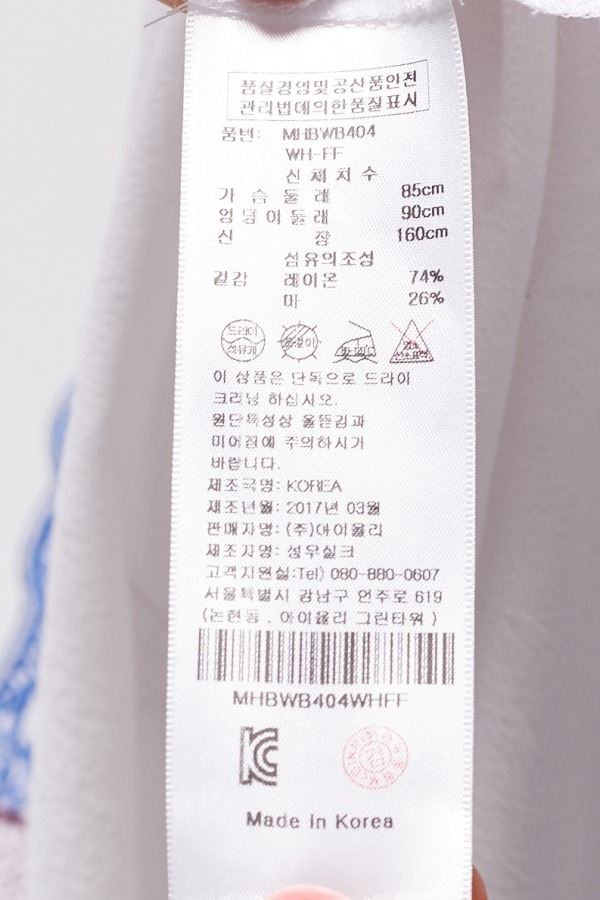 품질경영및공산품안전
관리법에의한품질표시
품번: MHBWB404
WH-FF
신체치수
가슴둘레 85cm
엉덩이둘레 90cm
신장 160cm
섬유의조성
겉감 레이온 74%
마 26%
드라이
석유계
이 상품은 단독으로 드라이
크리닝 하십시오.
원단특성상 올뜯김과
미어짐에 주의하시기
바랍니다.
제조국명: KOREA
제조년월: 2017년 03월
판매자명: (주)아이올리
제조자명: 성우실크
고객지원실:Tel) 080-880-0607
서울특별시 강남구 언주로 619
(논현동 . 아이올리 그린타워 )
MHBWB404WHFF
Made In Korea